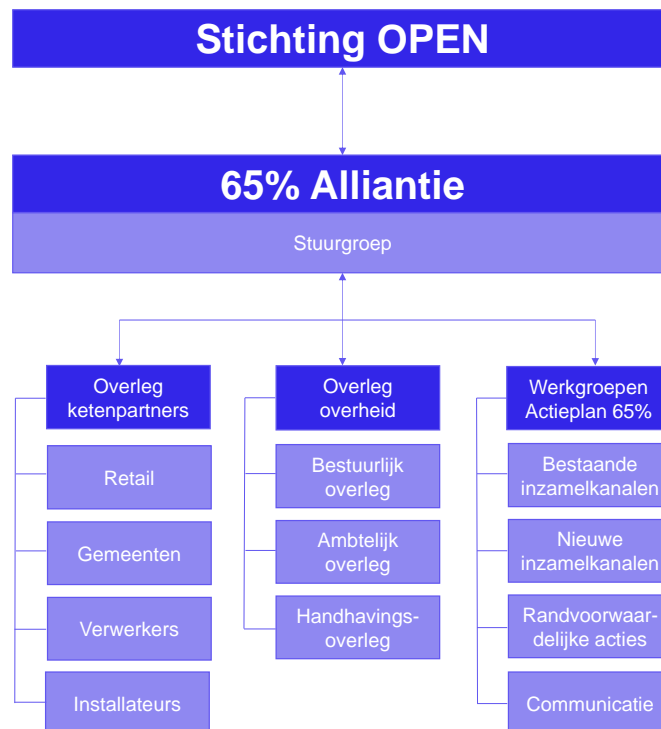 Stichting OPEN
65% Alliantie
Stuurgroep
Overleg
ketenpartners
Retail
Gemeenten
Verwerkers
Installateurs
Overleg
overheid
Bestuurlijk
overleg
Ambtelijk
overleg
Handhavings-
overleg
Werkgroepen
Actieplan 65%
Bestaande
inzamelkanalen
Nieuwe
inzamelkanalen
Randvoorwaar-
delijke acties
Communicatie